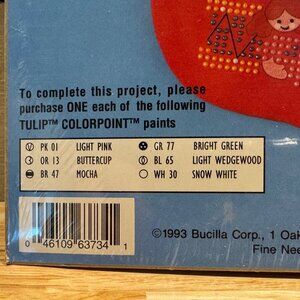 To complete this project, please
purchase ONE each of the following
TULIP™ COLORPOINT™ paints
PK 01 LIGHT PINK GR 77 BRIGHT GREEN
OR 13 BUTTERCUP BL 65 LIGHT WEDGEWOOD
BR 47 MOCHA WH 30 SNOW WHITE
©1993 Bucilla Corp., 1 Oak
Fine Nee
0 46109 63734 1